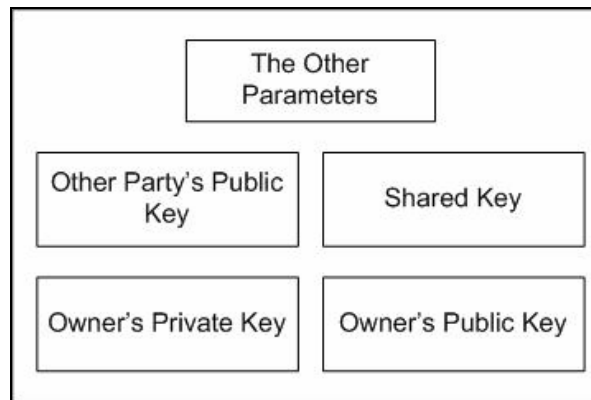 The Other
Parameters
Other Party's Public
Key
Shared Key
Owner's Private Key
Owner's Public Key